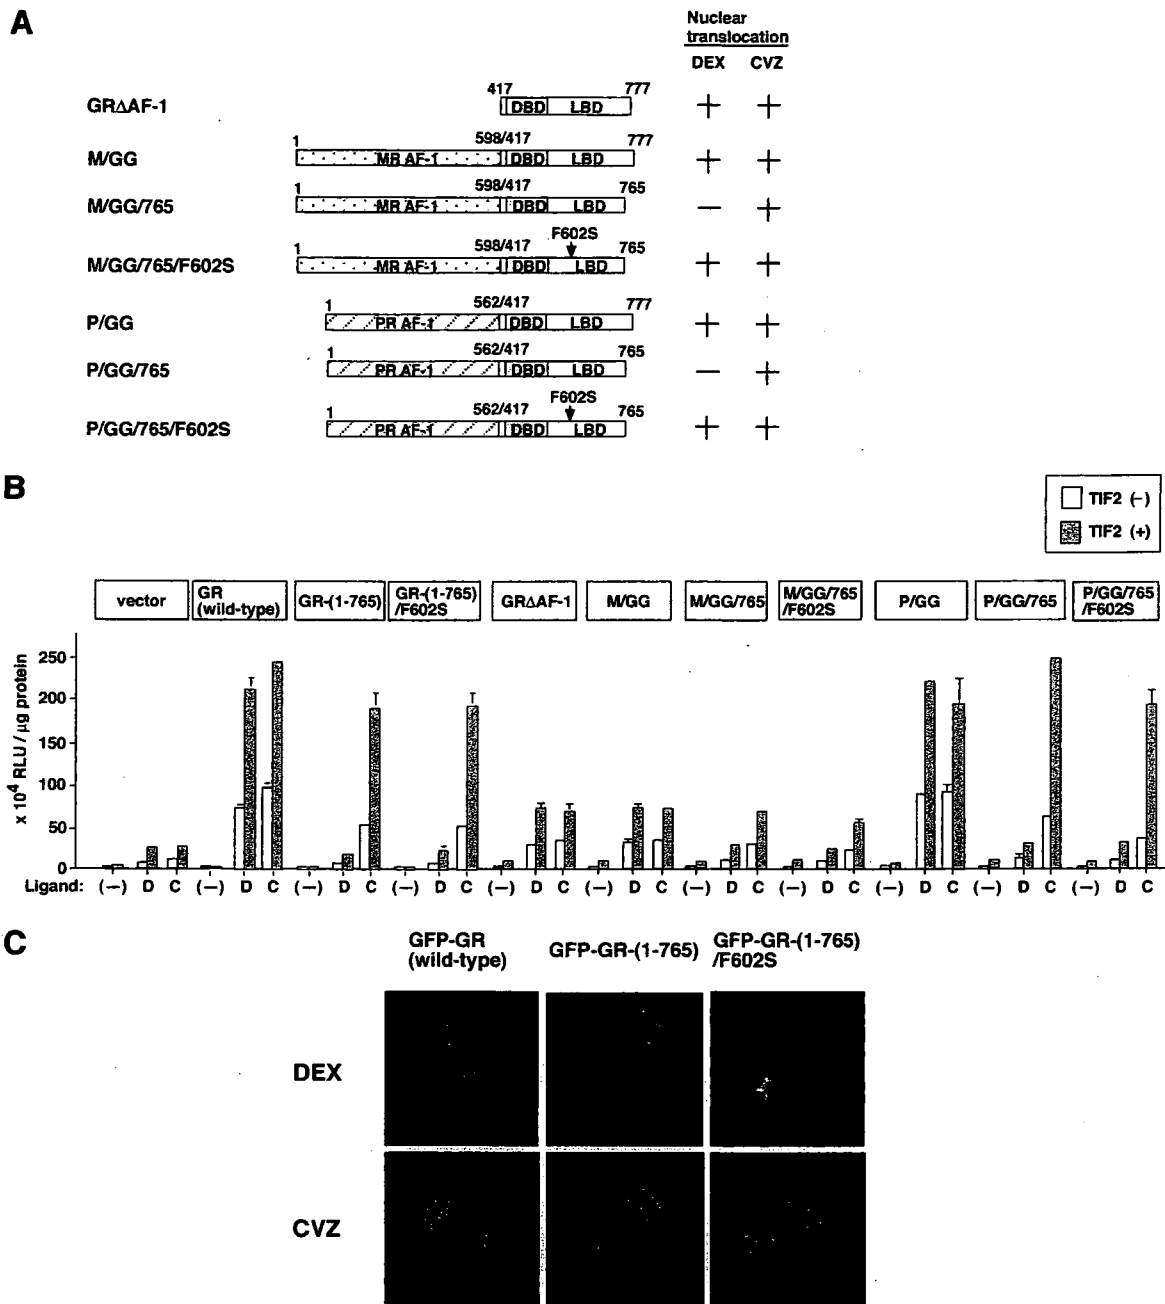 A
Nuclear
translocation
DEX CVZ
417 777
GRΔAF-1 DBD LBD + +
1 598/417 777
M/GG MR AF-1 DBD LBD + +
1 598/417 765
M/GG/765 MR AF-1 DBD LBD — +
F602S
1 598/417 765
M/GG/765/F602S MR AF-1 DBD LBD + +
1 562/417 777
P/GG PR AF-1 DBD LBD + +
1 562/417 765
P/GG/765 PR AF-1 DBD LBD — +
F602S
1 562/417 765
P/GG/765/F602S PR AF-1 DBD LBD + +
B
TIF2 (−)
TIF2 (+)
vector
GR
(wild-type)
GR-(1-765)
GR-(1-765)
/F602S
GRΔAF-1
M/GG
M/GG/765
M/GG/765
/F602S
P/GG
P/GG/765
P/GG/765
/F602S
x 10⁴ RLU / µg protein
250
200
150
100
50
0
Ligand: (−) D C (−) D C (−) D C (−) D C (−) D C (−) D C (−) D C (−) D C (−) D C (−) D C (−) D C
C
GFP-GR
(wild-type)
GFP-GR-(1-765)
GFP-GR-(1-765)
/F602S
DEX
CVZ